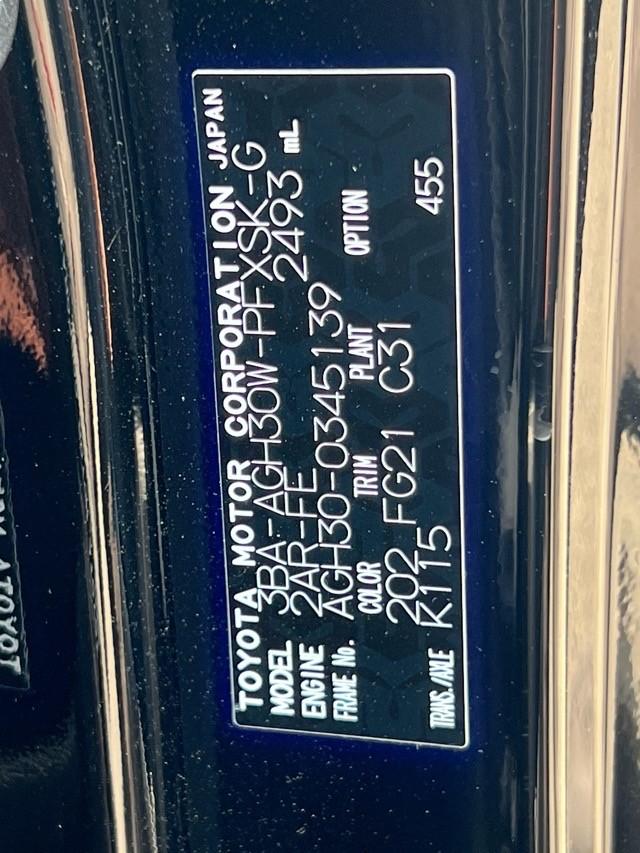 TOYOTA MOTOR CORPORATION JAPAN
MODEL 3BA-AGH30W-PFXSK-G
ENGINE 2AR-FE 2493 mL
FRAME No. AGH30-0345139
COLOR TRIM PLANT OPTION
202 FG21 C31
TRANS./AXLE K115 455